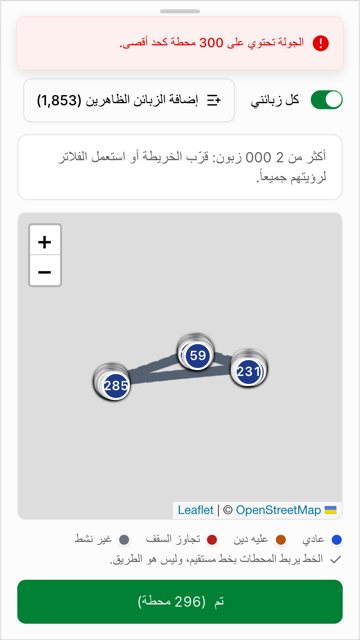 الجولة تحتوي على 300 محطة كحد أقصى.
كل زبائني
إضافة الزبائن الظاهرين (1,853)
أكثر من 2 000 زبون: قرّب الخريطة أو استعمل الفلاتر
لرؤيتهم جميعاً.
+
−
59
231
285
Leaflet | © OpenStreetMap
عادي
عليه دين
تجاوز السقف
غير نشط
الخط يربط المحطات بخط مستقيم، وليس هو الطريق.
تم (296 محطة)